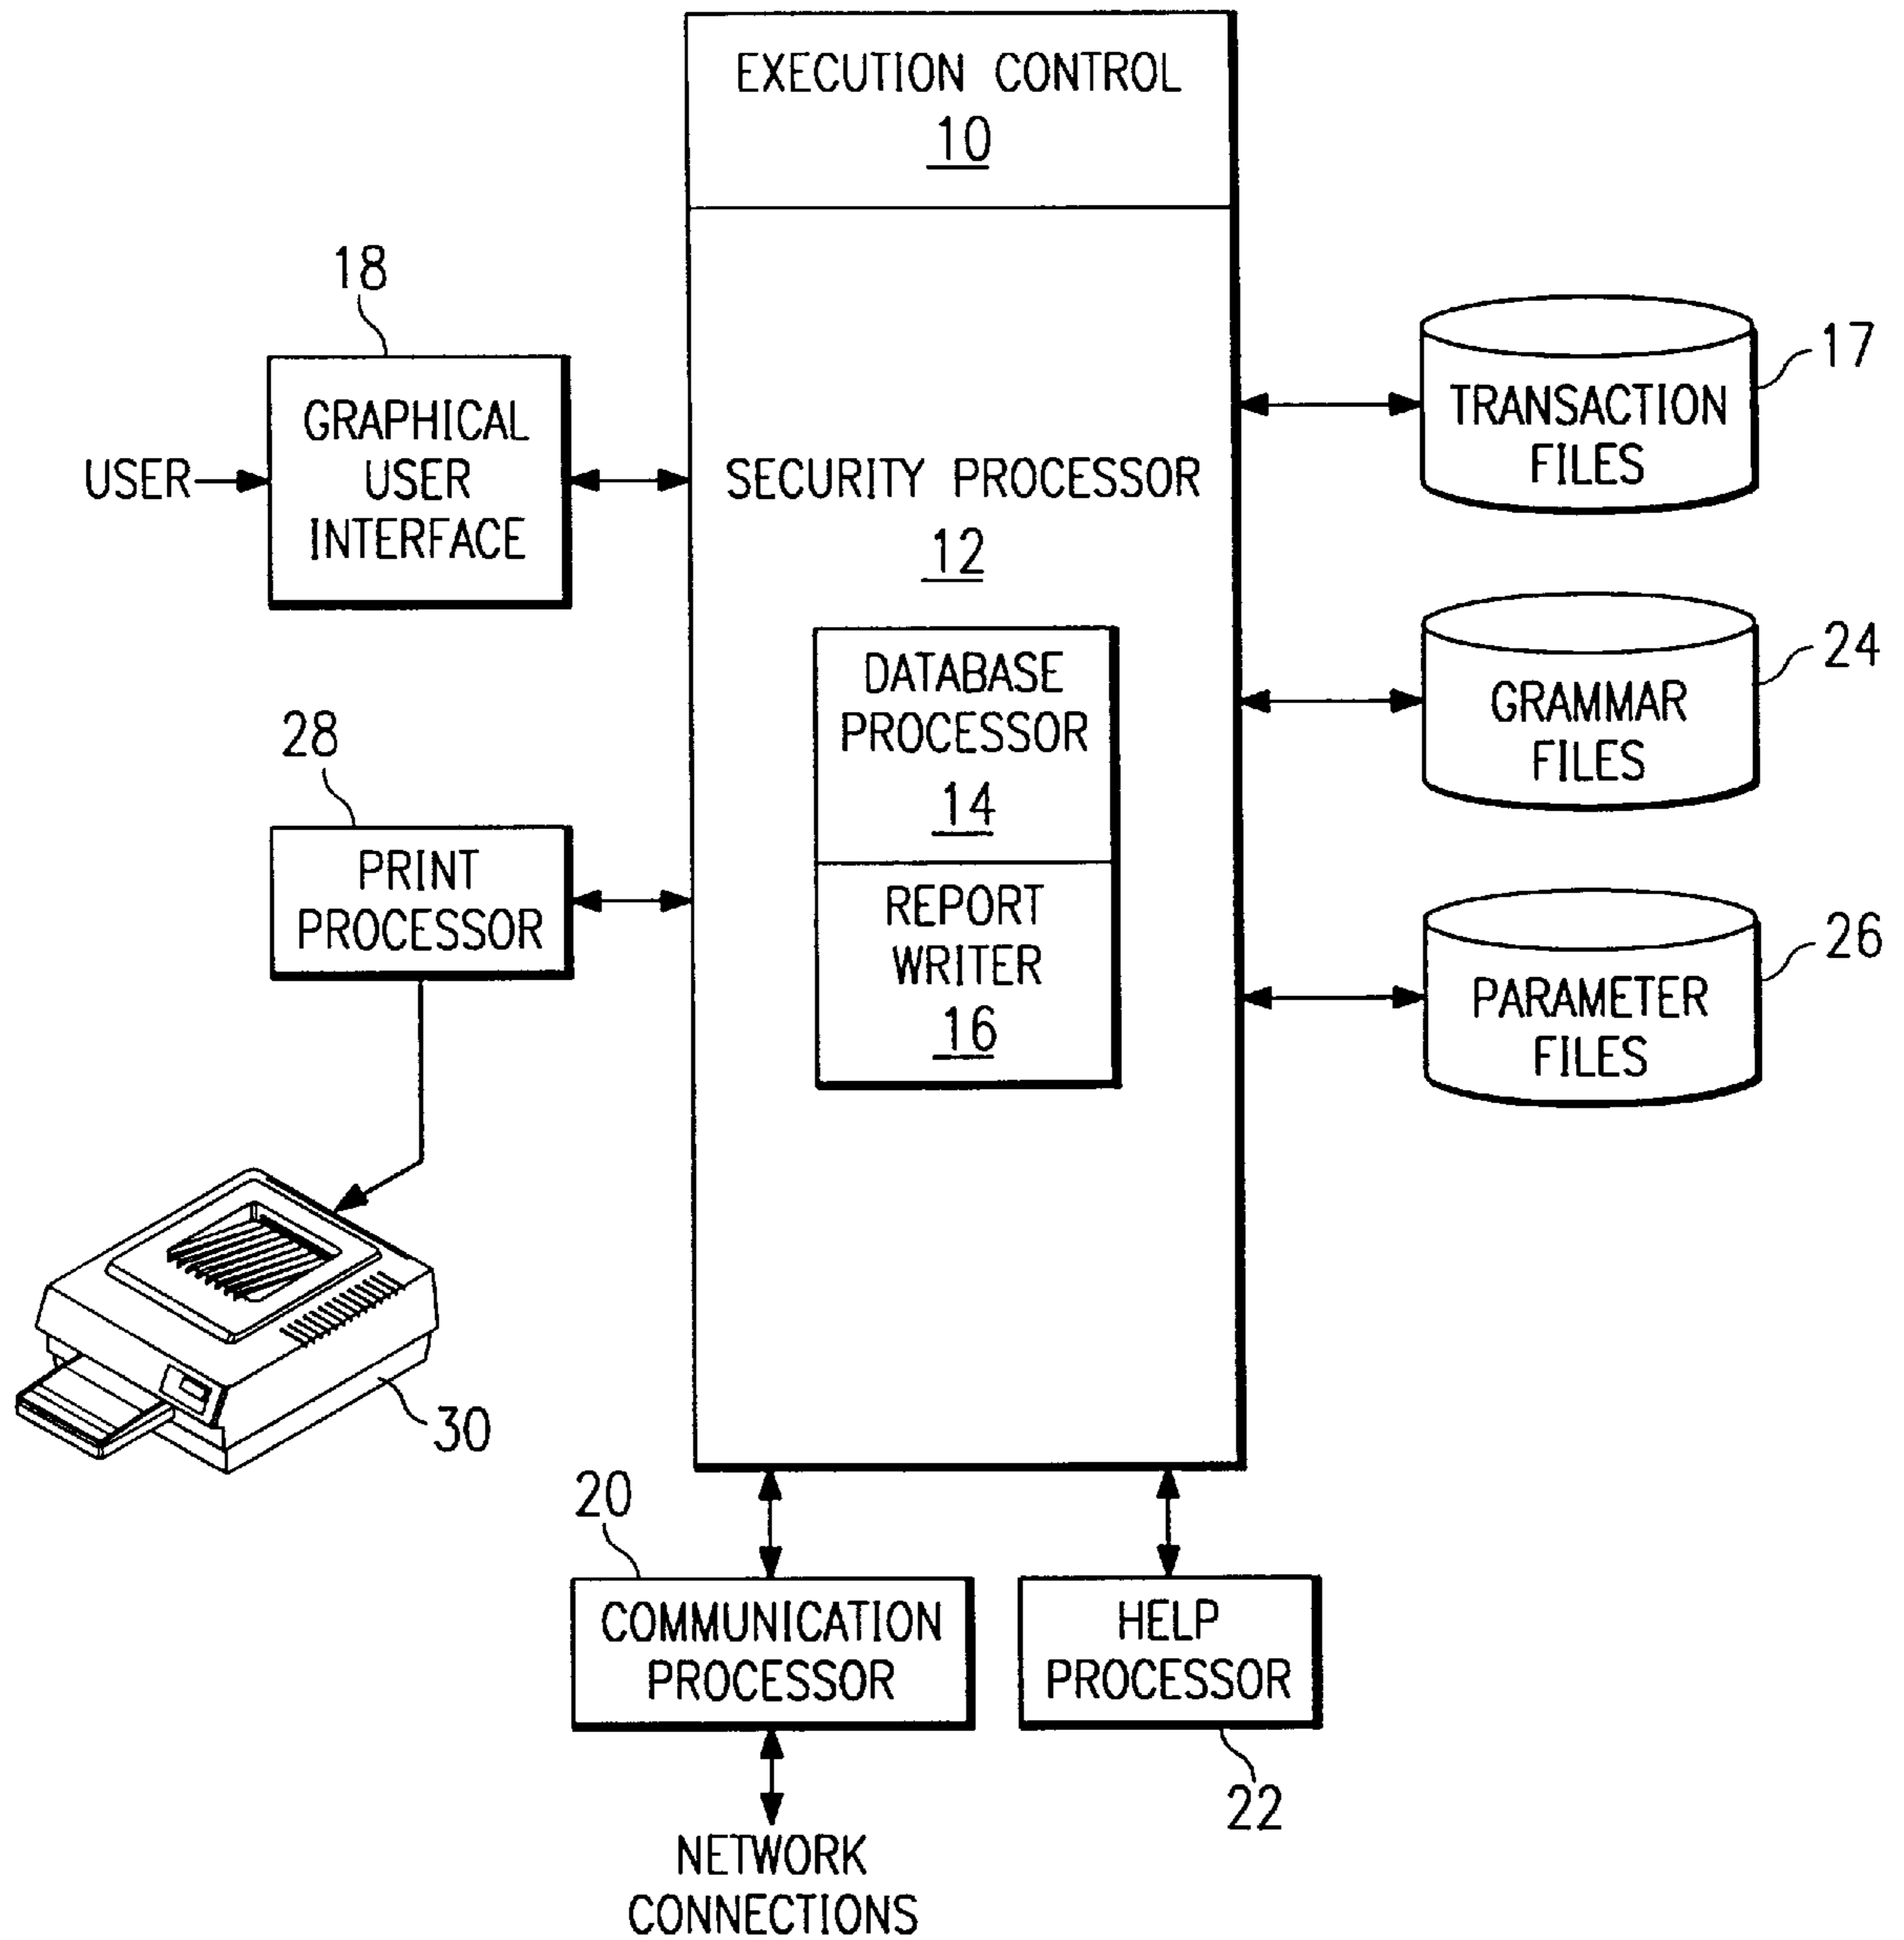 EXECUTION CONTROL
10
18
GRAPHICAL
USER
INTERFACE
USER
SECURITY PROCESSOR
12
17
TRANSACTION
FILES
DATABASE
PROCESSOR
14
24
GRAMMAR
FILES
28
PRINT
PROCESSOR
REPORT
WRITER
16
26
PARAMETER
FILES
30
20
COMMUNICATION
PROCESSOR
HELP
PROCESSOR
22
NETWORK
CONNECTIONS